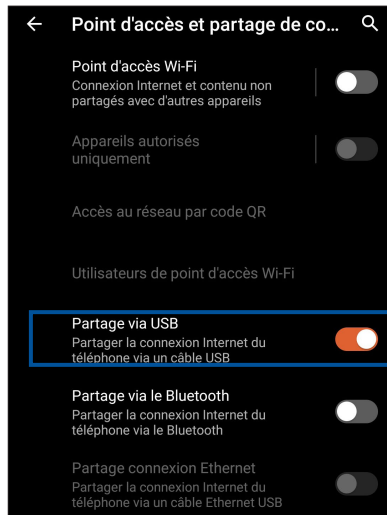 Point d'accès et partage de co...
Point d'accès Wi-Fi
Connexion Internet et contenu non
partagés avec d'autres appareils
Appareils autorisés
uniquement
Accès au réseau par code QR
Utilisateurs de point d'accès Wi-Fi
Partage via USB
Partager la connexion Internet du
téléphone via un câble USB
Partage via le Bluetooth
Partager la connexion Internet du
téléphone via le Bluetooth
Partage connexion Ethernet
Partager la connexion Internet du
téléphone via un câble Ethernet USB